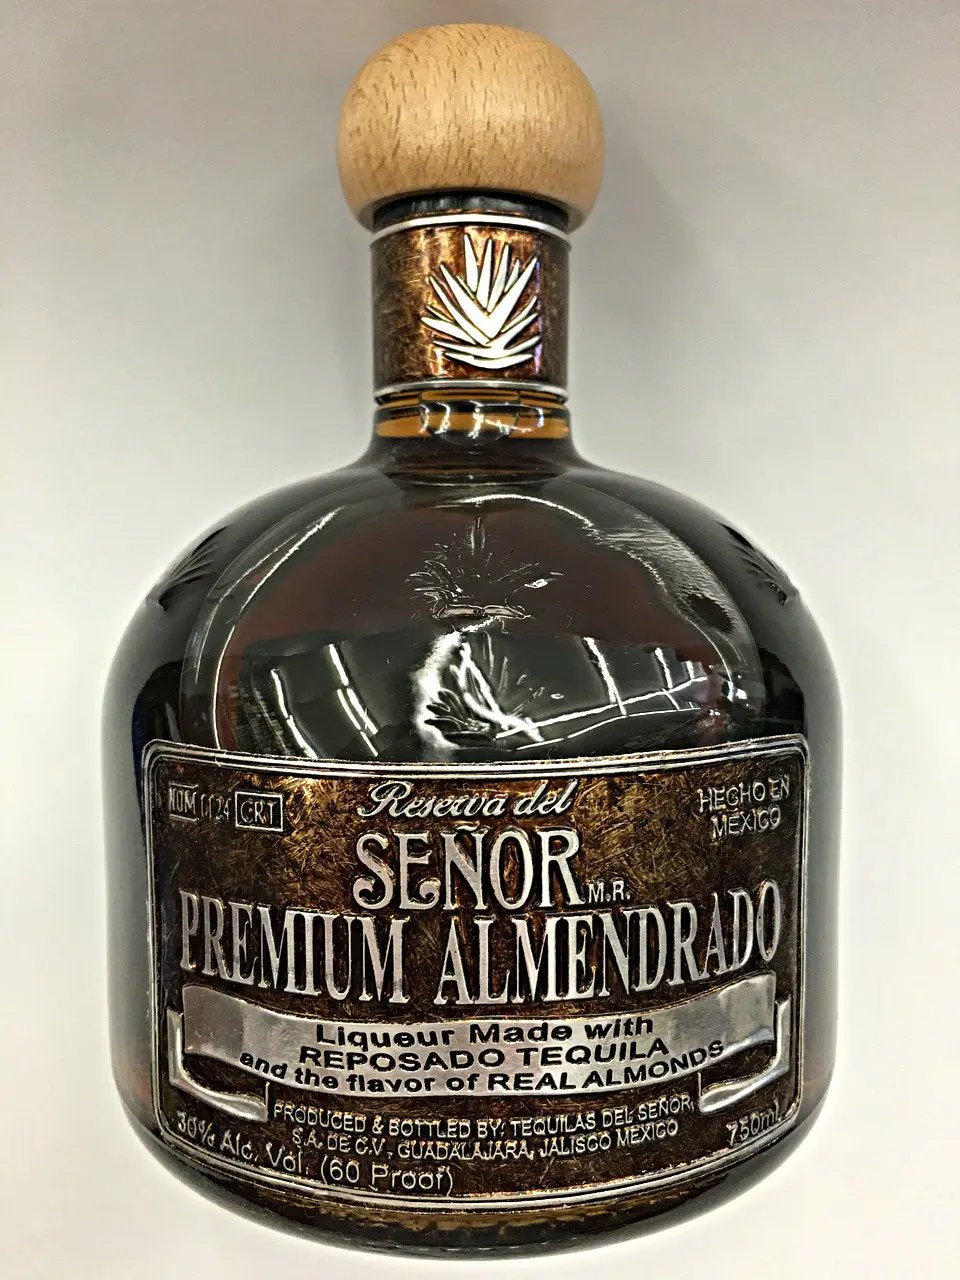 NOM 1124 CRT
Reserva del
HECHO EN
MÉXICO
SEÑOR M.R.
PREMIUM ALMENDRADO
Liqueur Made with
REPOSADO TEQUILA
and the flavor of REAL ALMONDS
PRODUCED & BOTTLED BY: TEQUILAS DEL SEÑOR,
S.A. DE C.V., GUADALAJARA, JALISCO MEXICO
30% Alc. Vol. (60 Proof)
750ml